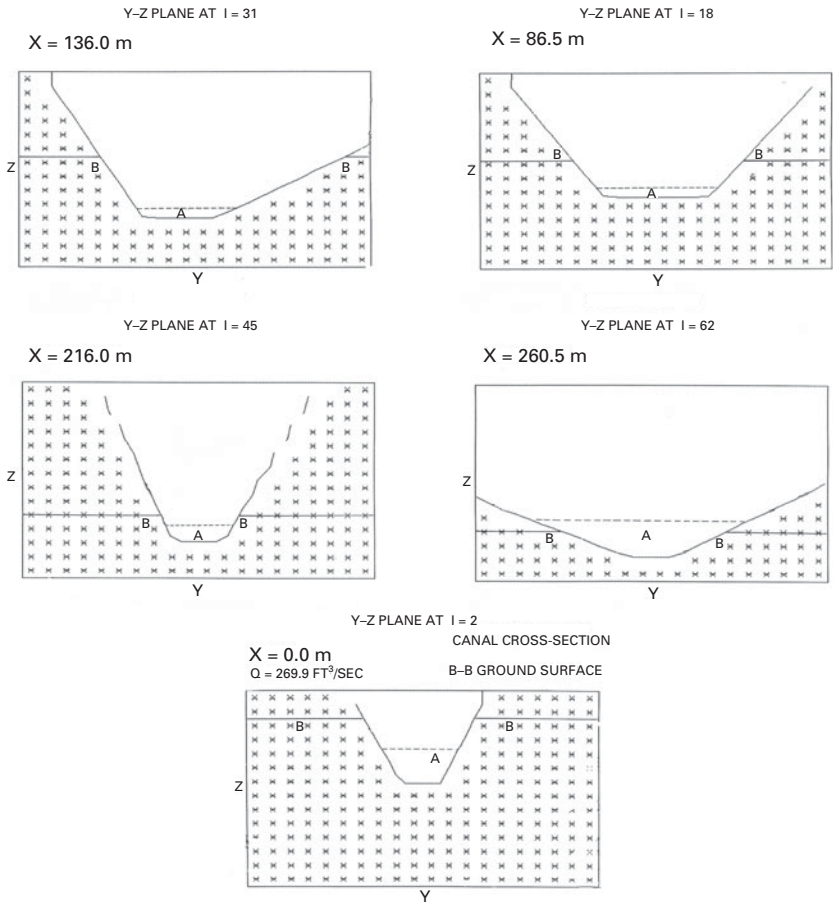 Y–Z PLANE AT I = 31
X = 136.0 m
Z
B
B
A
Y
Y–Z PLANE AT I = 18
X = 86.5 m
Z
B
B
A
Y
Y–Z PLANE AT I = 45
X = 216.0 m
Z
B
B
A
Y
Y–Z PLANE AT I = 62
X = 260.5 m
Z
A
B
B
Y
Y–Z PLANE AT I = 2
CANAL CROSS-SECTION
X = 0.0 m
Q = 269.9 FT³/SEC
B–B GROUND SURFACE
B
B
A
Z
Y